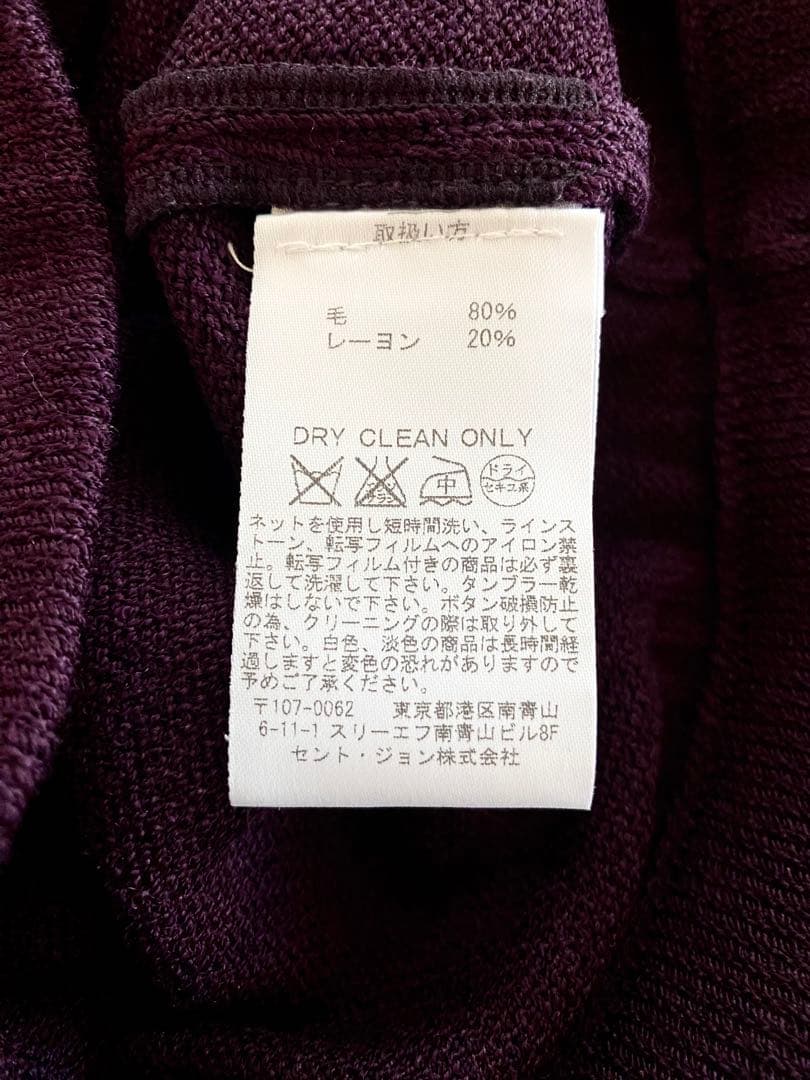 取扱い方
毛 80%
レーヨン 20%
DRY CLEAN ONLY
中 ドライ
セキユ系
ネットを使用し短時間洗い、ラインス
トーン、転写フィルムへのアイロン禁
止。転写フィルム付きの商品は必ず裏
返して洗濯して下さい。タンブラー乾
燥はしないで下さい。ボタン破損防止
の為、クリーニングの際は取り外して
下さい。白色、淡色の商品は長時間経
過しますと変色の恐れがありますので
予めご了承ください。
〒107-0062 東京都港区南青山
6-11-1 スリーエフ南青山ビル8F
セント・ジョン株式会社